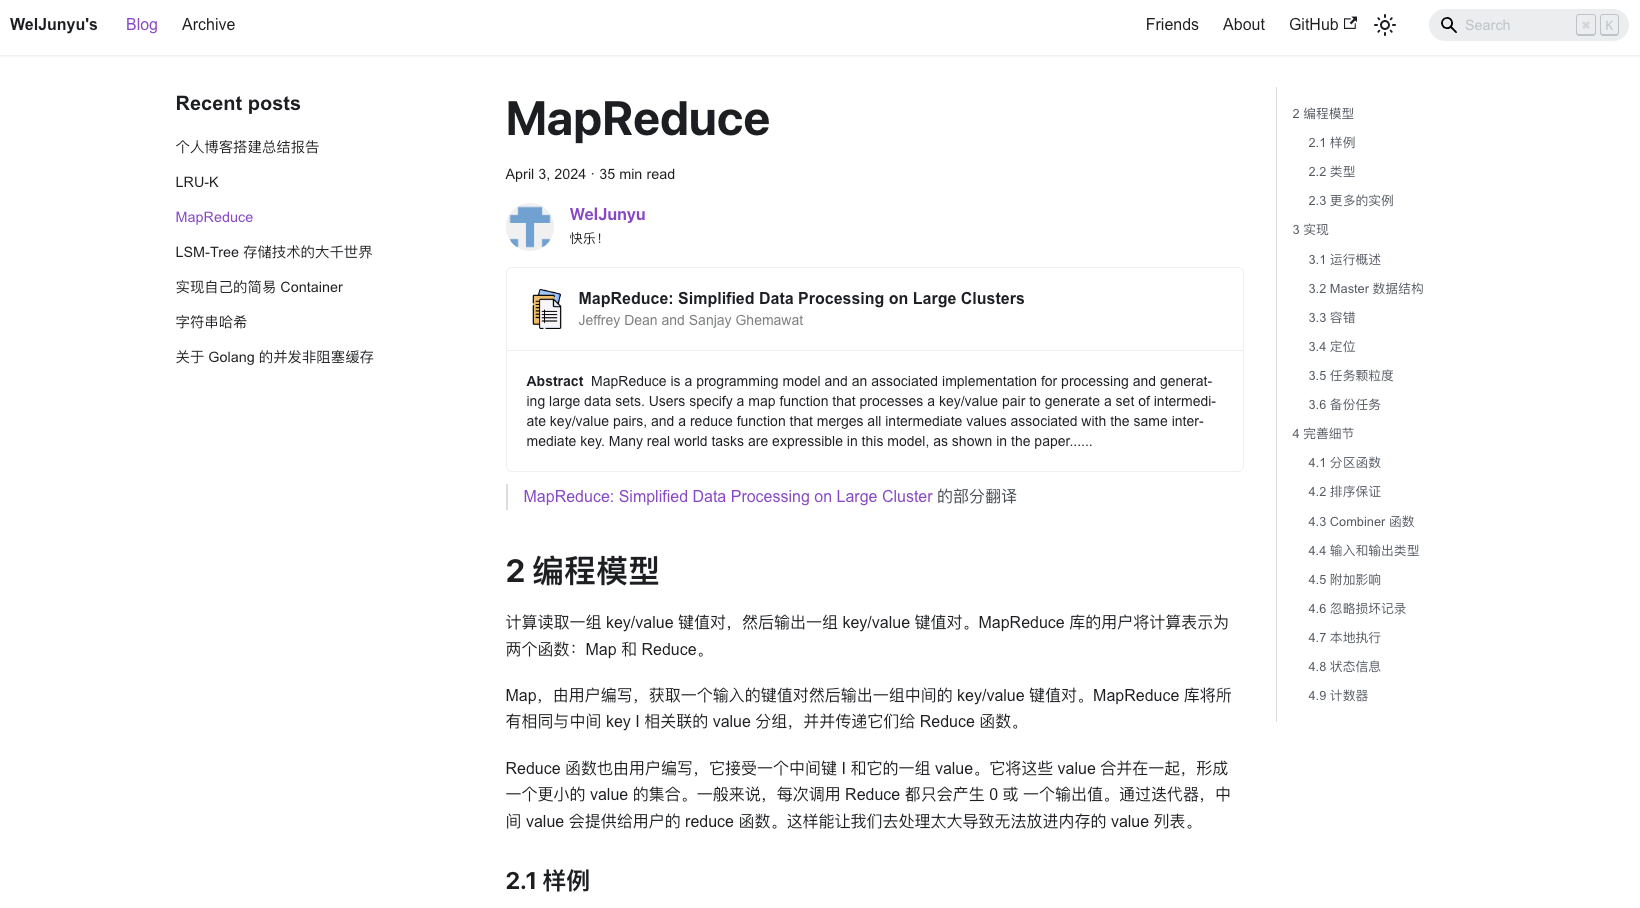 WelJunyu's
Blog
Archive
Friends
About
GitHub
Search
⌘ K
Recent posts
个人博客搭建总结报告
LRU-K
MapReduce
LSM-Tree 存储技术的大千世界
实现自己的简易 Container
字符串哈希
关于 Golang 的并发非阻塞缓存
MapReduce
April 3, 2024 · 35 min read
WelJunyu
快乐！
MapReduce: Simplified Data Processing on Large Clusters
Jeffrey Dean and Sanjay Ghemawat
Abstract MapReduce is a programming model and an associated implementation for processing and generat-
ing large data sets. Users specify a map function that processes a key/value pair to generate a set of intermedi-
ate key/value pairs, and a reduce function that merges all intermediate values associated with the same inter-
mediate key. Many real world tasks are expressible in this model, as shown in the paper......
MapReduce: Simplified Data Processing on Large Cluster 的部分翻译
2 编程模型
计算读取一组 key/value 键值对，然后输出一组 key/value 键值对。MapReduce 库的用户将计算表示为
两个函数：Map 和 Reduce。
Map，由用户编写，获取一个输入的键值对然后输出一组中间的 key/value 键值对。MapReduce 库将所
有相同与中间 key I 相关联的 value 分组，并并传递它们给 Reduce 函数。
Reduce 函数也由用户编写，它接受一个中间键 I 和它的一组 value。它将这些 value 合并在一起，形成
一个更小的 value 的集合。一般来说，每次调用 Reduce 都只会产生 0 或 一个输出值。通过迭代器，中
间 value 会提供给用户的 reduce 函数。这样能让我们去处理太大导致无法放进内存的 value 列表。
2.1 样例
2 编程模型
2.1 样例
2.2 类型
2.3 更多的实例
3 实现
3.1 运行概述
3.2 Master 数据结构
3.3 容错
3.4 定位
3.5 任务颗粒度
3.6 备份任务
4 完善细节
4.1 分区函数
4.2 排序保证
4.3 Combiner 函数
4.4 输入和输出类型
4.5 附加影响
4.6 忽略损坏记录
4.7 本地执行
4.8 状态信息
4.9 计数器